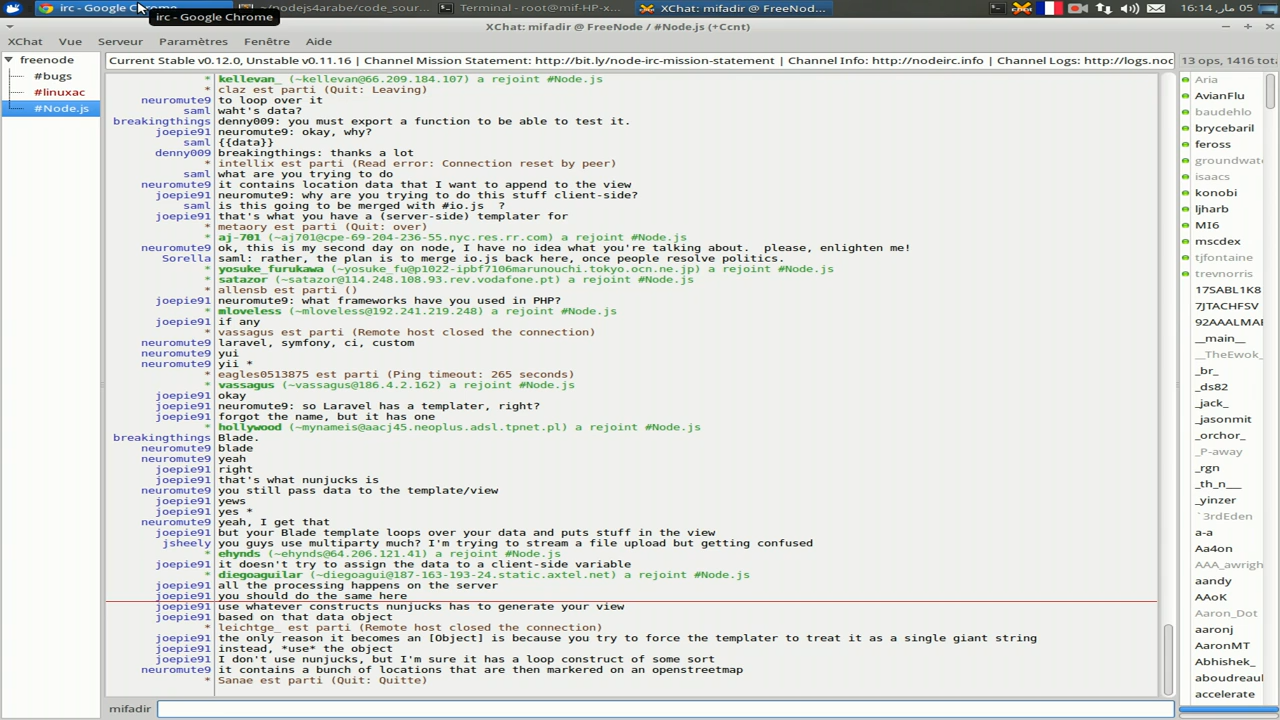 irc - Google Chrome
~/nodejs4arabe/code_sour...
Terminal - root@mif-HP-x...
XChat: mifadir @ FreeNod...
16:14 مار، 05
irc - Google Chrome
XChat: mifadir @ FreeNode / #Node.js (+Ccnt)
XChat Vue Serveur Paramètres Fenêtre Aide
freenode
#bugs
#linuxac
#Node.js
Current Stable v0.12.0, Unstable v0.11.16 | Channel Mission Statement: http://bit.ly/node-irc-mission-statement | Channel Info: http://nodeirc.info | Channel Logs: http://logs.noc
* kellevan_ (~kellevan@66.209.184.107) a rejoint #Node.js
* claz est parti (Quit: Leaving)
neuromute9 to loop over it
saml waht's data?
breakingthings denny009: you must export a function to be able to test it.
joepie91 neuromute9: okay, why?
saml {{data}}
denny009 breakingthings: thanks a lot
* intellix est parti (Read error: Connection reset by peer)
saml what are you trying to do
neuromute9 it contains location data that I want to append to the view
joepie91 neuromute9: why are you trying to do this stuff client-side?
saml is this going to be merged with #io.js  ?
joepie91 that's what you have a (server-side) templater for
* metaory est parti (Quit: over)
* aj-701 (~aj701@cpe-69-204-236-55.nyc.res.rr.com) a rejoint #Node.js
neuromute9 ok, this is my second day on node, I have no idea what you're talking about.  please, enlighten me!
Sorella saml: rather, the plan is to merge io.js back here, once people resolve politics.
* yosuke_furukawa (~yosuke_fu@p1022-ipbf7106marunouchi.tokyo.ocn.ne.jp) a rejoint #Node.js
* satazor (~satazor@114.248.108.93.rev.vodafone.pt) a rejoint #Node.js
* allensb est parti ()
joepie91 neuromute9: what frameworks have you used in PHP?
* mloveless (~mloveless@192.241.219.248) a rejoint #Node.js
joepie91 if any
* vassagus est parti (Remote host closed the connection)
neuromute9 laravel, symfony, ci, custom
neuromute9 yui
neuromute9 yii *
* eagles0513875 est parti (Ping timeout: 265 seconds)
* vassagus (~vassagus@186.4.2.162) a rejoint #Node.js
joepie91 okay
joepie91 neuromute9: so Laravel has a templater, right?
joepie91 forgot the name, but it has one
* hollywood (~mynameis@aacj45.neoplus.adsl.tpnet.pl) a rejoint #Node.js
breakingthings Blade.
neuromute9 blade
neuromute9 yeah
joepie91 right
joepie91 that's what nunjucks is
neuromute9 you still pass data to the template/view
joepie91 yews
joepie91 yes *
neuromute9 yeah, I get that
joepie91 but your Blade template loops over your data and puts stuff in the view
jsheely you guys use multiparty much? I'm trying to stream a file upload but getting confused
* ehynds (~ehynds@64.206.121.41) a rejoint #Node.js
joepie91 it doesn't try to assign the data to a client-side variable
* diegoaguilar (~diegoagui@187-163-193-24.static.axtel.net) a rejoint #Node.js
joepie91 all the processing happens on the server
joepie91 you should do the same here
joepie91 use whatever constructs nunjucks has to generate your view
joepie91 based on that data object
* leichtge_ est parti (Remote host closed the connection)
joepie91 the only reason it becomes an [Object] is because you try to force the templater to treat it as a single giant string
joepie91 instead, *use* the object
joepie91 I don't use nunjucks, but I'm sure it has a loop construct of some sort
neuromute9 it contains a bunch of locations that are then markered on an openstreetmap
* Sanae est parti (Quit: Quitte)
mifadir
13 ops, 1416 tot.
Aria
AvianFlu
baudehlo
brycebaril
feross
groundwate
isaacs
konobi
ljharb
MI6
mscdex
tjfontaine
trevnorris
17SABL1K8
7JTACHFSV
92AAALMAE
__main__
__TheEwok_
_br_
_ds82
_jack_
_jasonmit
_orchor_
_P-away
_rgn
_th_n___
_yinzer
`3rdEden
a-a
Aa4on
AAA_awrigh
aandy
AAoK
Aaron_Dot
aaronj
AaronMT
Abhishek_
aboudreaul
accelerate